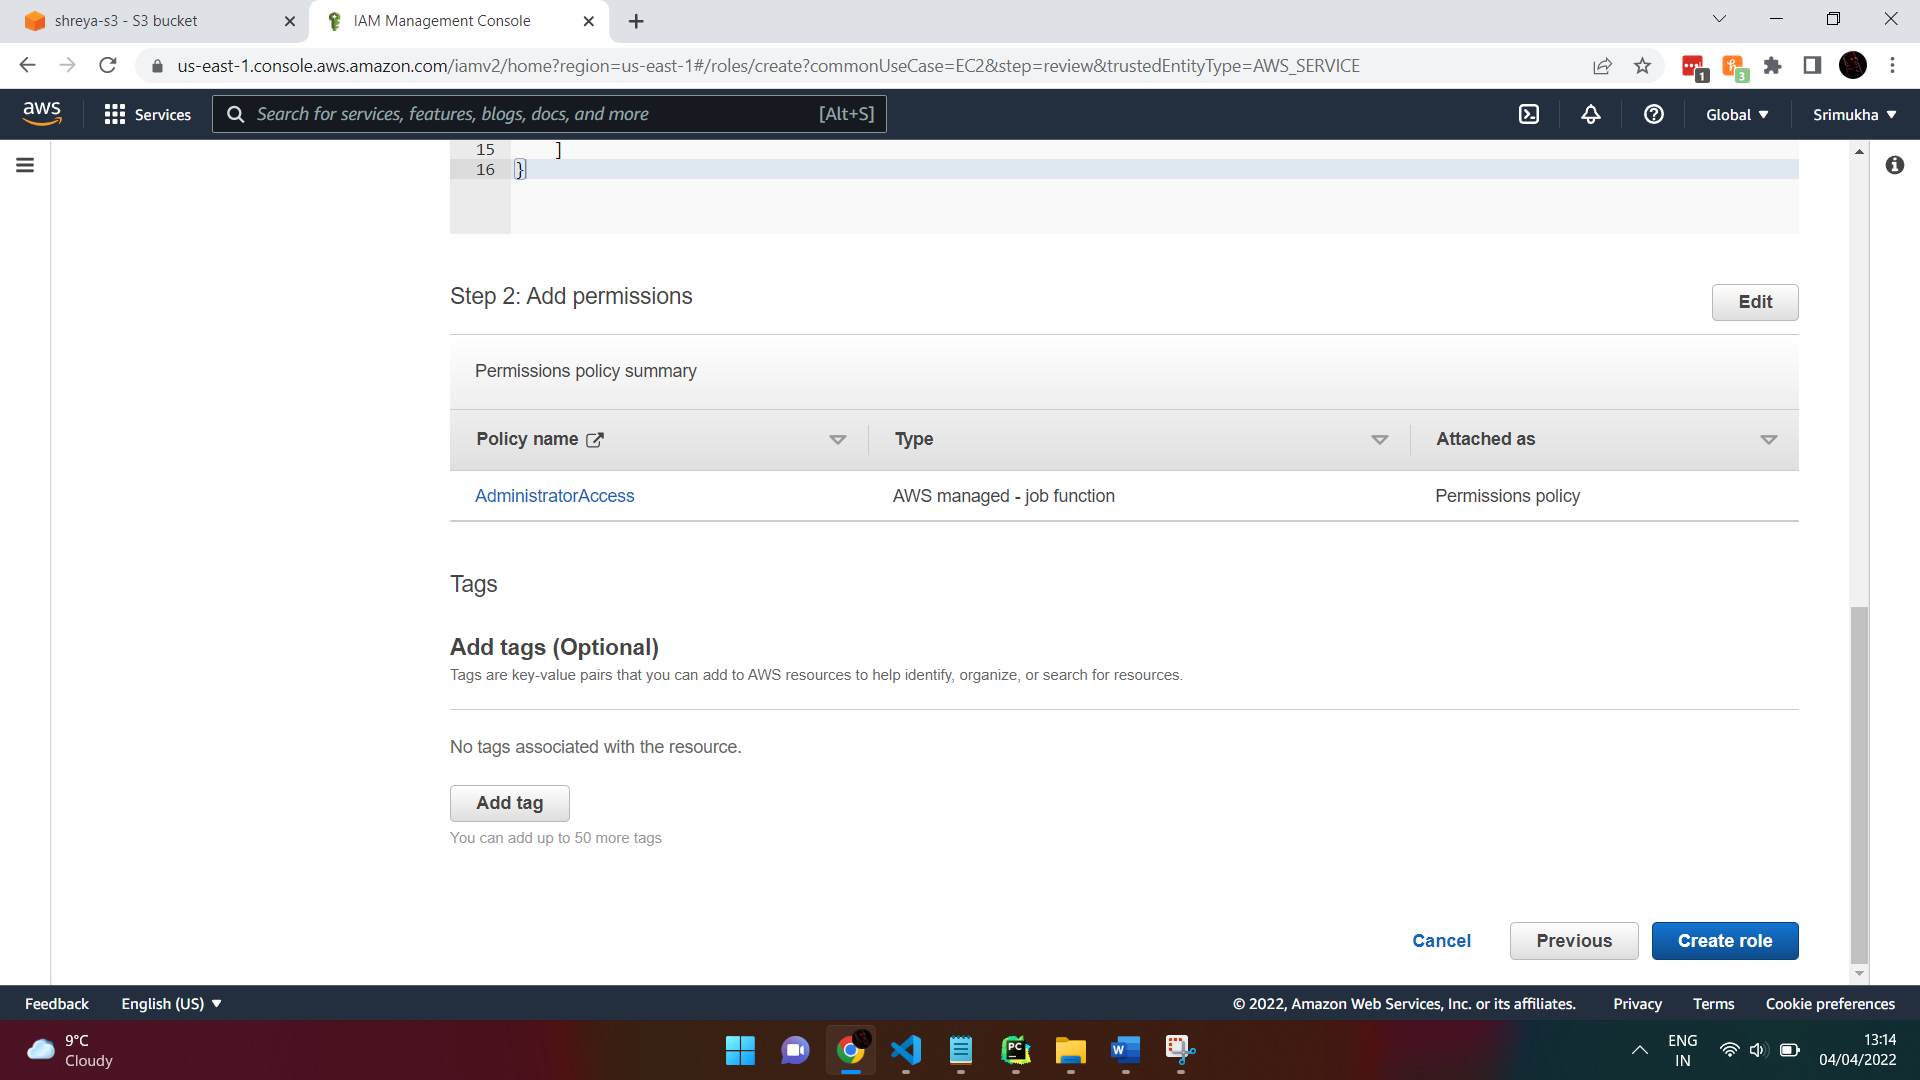 shreya-s3 - S3 bucket
IAM Management Console
us-east-1.console.aws.amazon.com/iamv2/home?region=us-east-1#/roles/create?commonUseCase=EC2&step=review&trustedEntityType=AWS_SERVICE
1
3
aws
Services
Search for services, features, blogs, docs, and more
[Alt+S]
Global
Srimukha
15 ]
16 }
Step 2: Add permissions
Edit
Permissions policy summary
Policy name Type Attached as
AdministratorAccess AWS managed - job function Permissions policy
Tags
Add tags (Optional)
Tags are key-value pairs that you can add to AWS resources to help identify, organize, or search for resources.
No tags associated with the resource.
Add tag
You can add up to 50 more tags
Cancel Previous Create role
Feedback English (US) © 2022, Amazon Web Services, Inc. or its affiliates. Privacy Terms Cookie preferences
9°C
Cloudy
PC
W
ENG
IN
13:14
04/04/2022